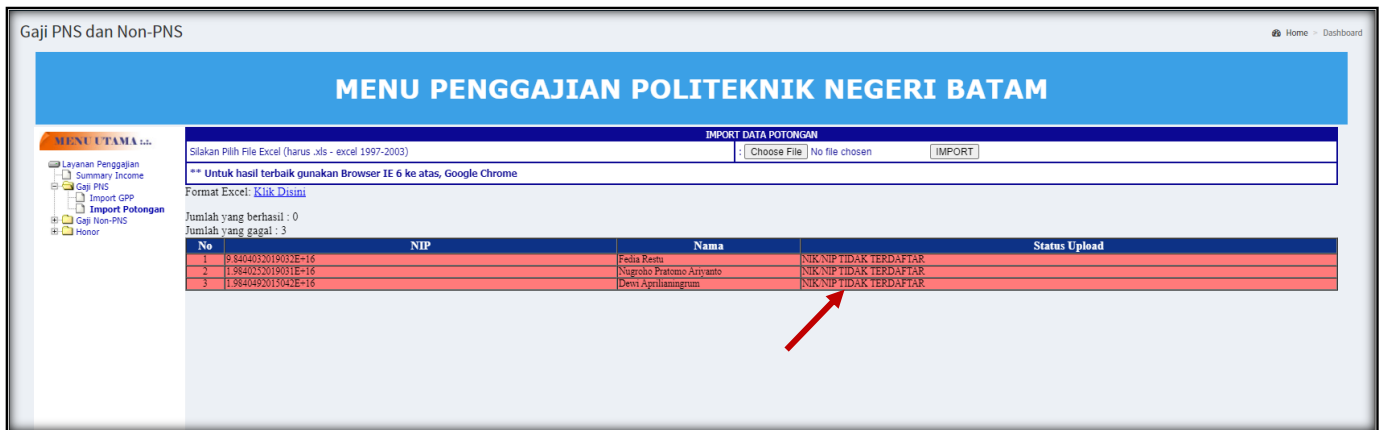 Gaji PNS dan Non-PNS
Home > Dashboard
MENU PENGGAJIAN POLITEKNIK NEGERI BATAM
MENU UTAMA :.:.
Layanan Penggajian
Summary Income
Gaji PNS
Import GPP
Import Potongan
Gaji Non-PNS
Honor
IMPORT DATA POTONGAN
Silakan Pilih File Excel (harus .xls - excel 1997-2003) : Choose File No file chosen IMPORT
** Untuk hasil terbaik gunakan Browser IE 6 ke atas, Google Chrome
Format Excel: Klik Disini
Jumlah yang berhasil : 0
Jumlah yang gagal : 3
No NIP Nama Status Upload
1 9.8404032019032E+16 Fedia Restu NIK/NIP TIDAK TERDAFTAR
2 1.9840252019031E+16 Nugroho Pratomo Ariyanto NIK/NIP TIDAK TERDAFTAR
3 1.9840492015042E+16 Dewi Aprilianingrum NIK/NIP TIDAK TERDAFTAR